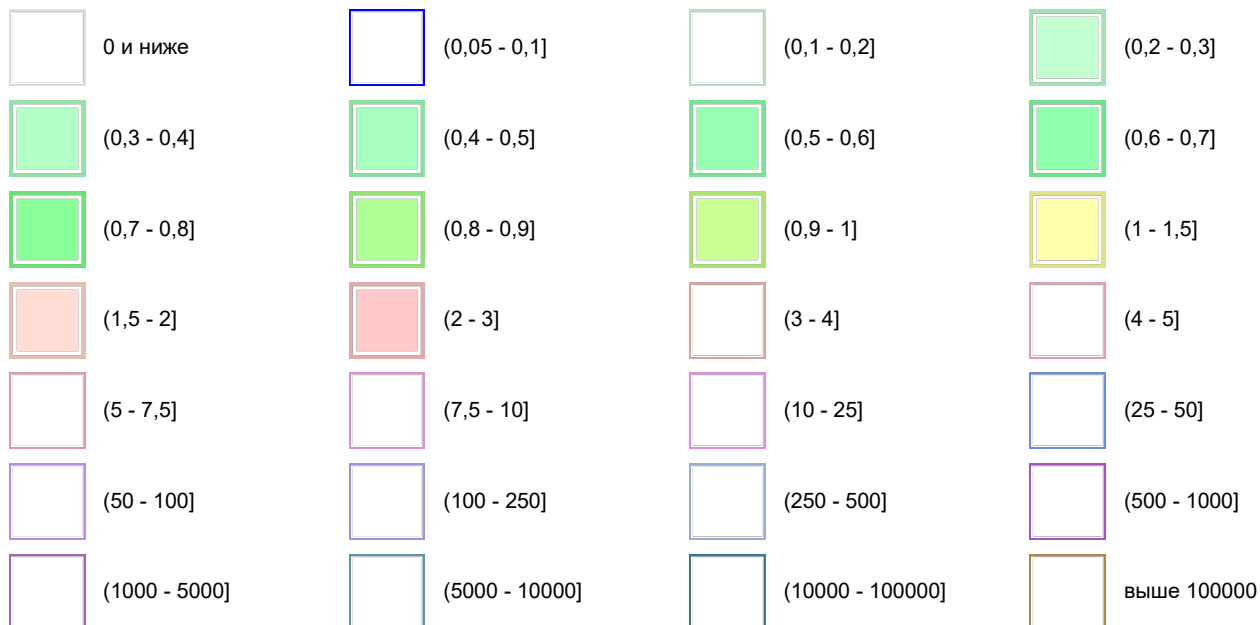 0 и ниже (0,05 - 0,1] (0,1 - 0,2] (0,2 - 0,3]
(0,3 - 0,4] (0,4 - 0,5] (0,5 - 0,6] (0,6 - 0,7]
(0,7 - 0,8] (0,8 - 0,9] (0,9 - 1] (1 - 1,5]
(1,5 - 2] (2 - 3] (3 - 4] (4 - 5]
(5 - 7,5] (7,5 - 10] (10 - 25] (25 - 50]
(50 - 100] (100 - 250] (250 - 500] (500 - 1000]
(1000 - 5000] (5000 - 10000] (10000 - 100000] выше 100000